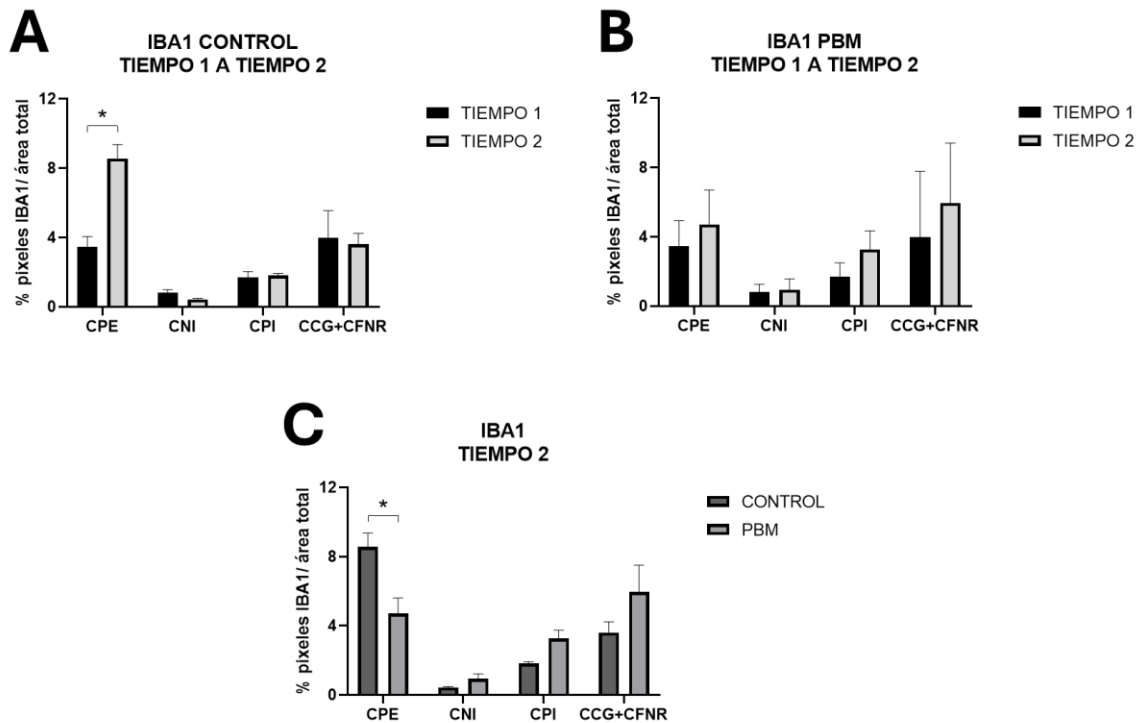 A
IBA1 CONTROL
TIEMPO 1 A TIEMPO 2
% pixeles IBA1/ área total
12
8
4
0
*
CPE
CNI
CPI
CCG+CFNR
TIEMPO 1
TIEMPO 2
B
IBA1 PBM
TIEMPO 1 A TIEMPO 2
% pixeles IBA1/ área total
12
8
4
0
CPE
CNI
CPI
CCG+CFNR
TIEMPO 1
TIEMPO 2
C
IBA1
TIEMPO 2
% pixeles IBA1/ área total
12
8
4
0
*
CPE
CNI
CPI
CCG+CFNR
CONTROL
PBM